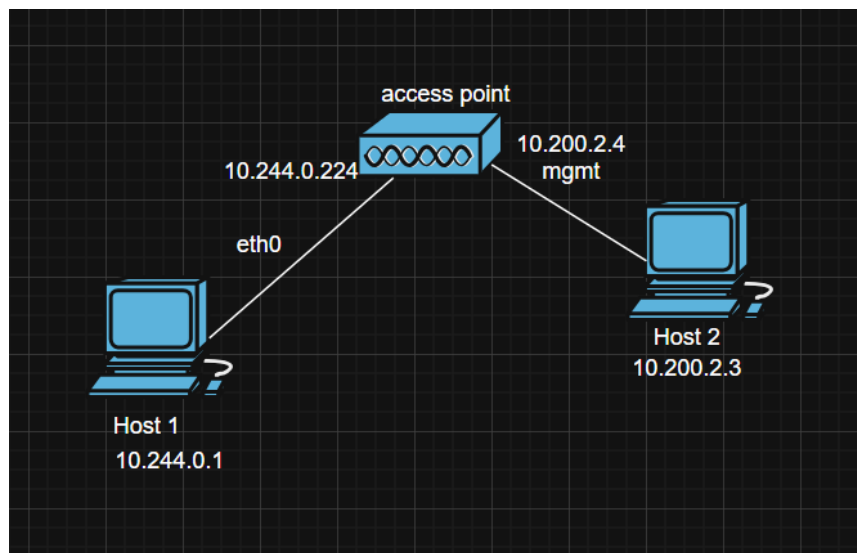 access point
10.200.2.4
mgmt
10.244.0.224
eth0
Host 2
10.200.2.3
Host 1
10.244.0.1